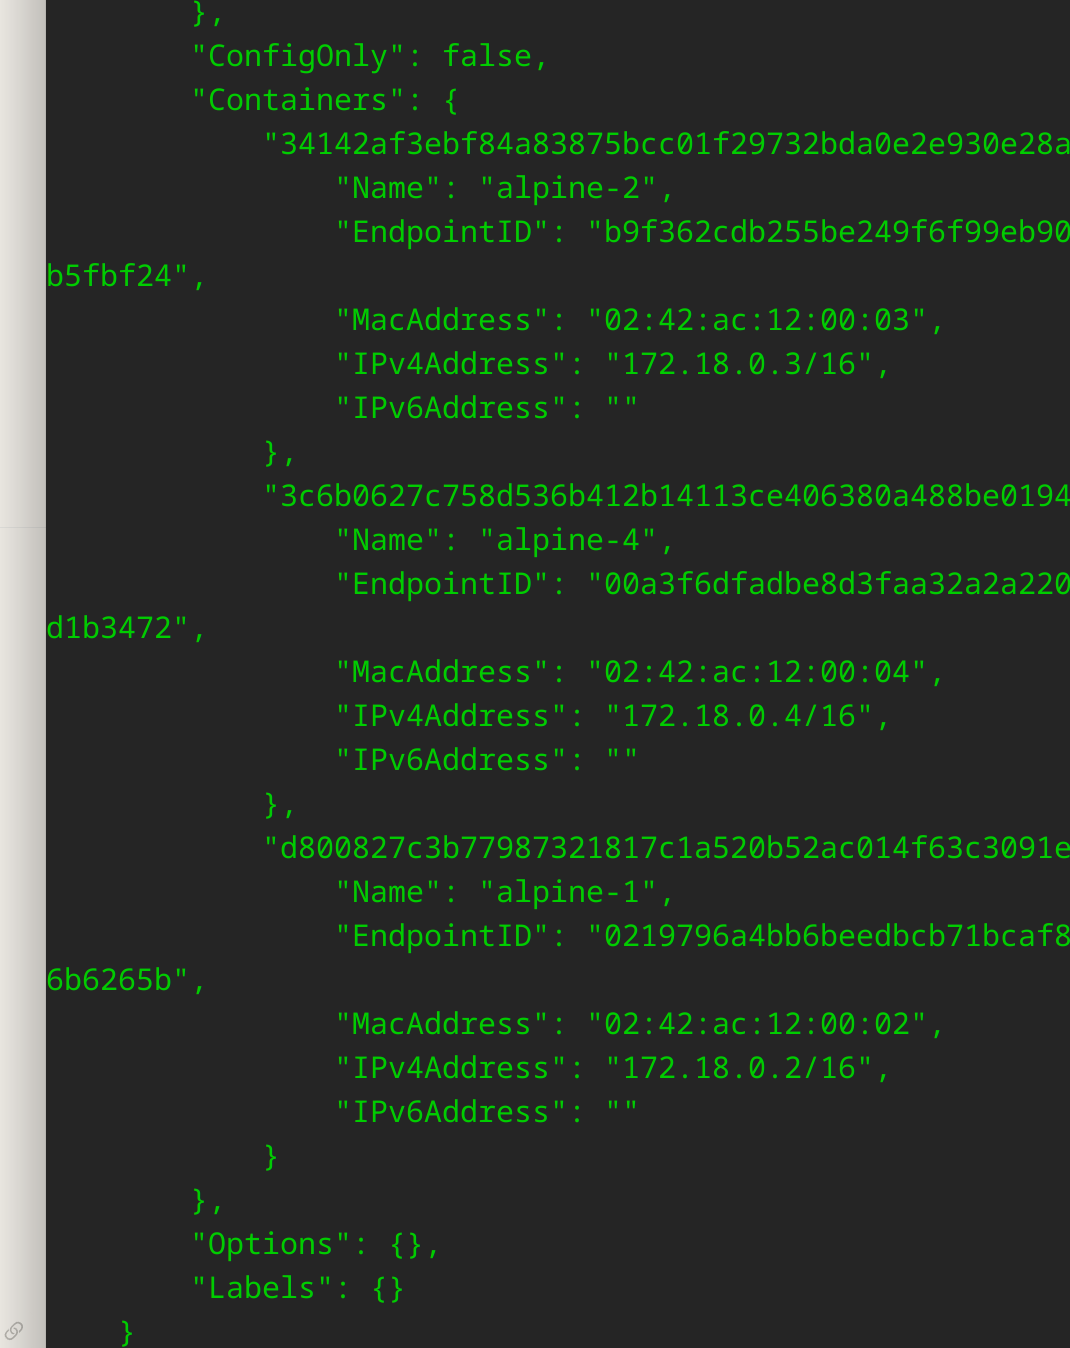 },
"ConfigOnly": false,
"Containers": {
"34142af3ebf84a83875bcc01f29732bda0e2e930e28a
"Name": "alpine-2",
"EndpointID": "b9f362cdb255be249f6f99eb90
b5fbf24",
"MacAddress": "02:42:ac:12:00:03",
"IPv4Address": "172.18.0.3/16",
"IPv6Address": ""
},
"3c6b0627c758d536b412b14113ce406380a488be0194
"Name": "alpine-4",
"EndpointID": "00a3f6dfadbe8d3faa32a2a220
d1b3472",
"MacAddress": "02:42:ac:12:00:04",
"IPv4Address": "172.18.0.4/16",
"IPv6Address": ""
},
"d800827c3b77987321817c1a520b52ac014f63c3091e
"Name": "alpine-1",
"EndpointID": "0219796a4bb6beedbcb71bcaf8
6b6265b",
"MacAddress": "02:42:ac:12:00:02",
"IPv4Address": "172.18.0.2/16",
"IPv6Address": ""
}
},
"Options": {},
"Labels": {}
}